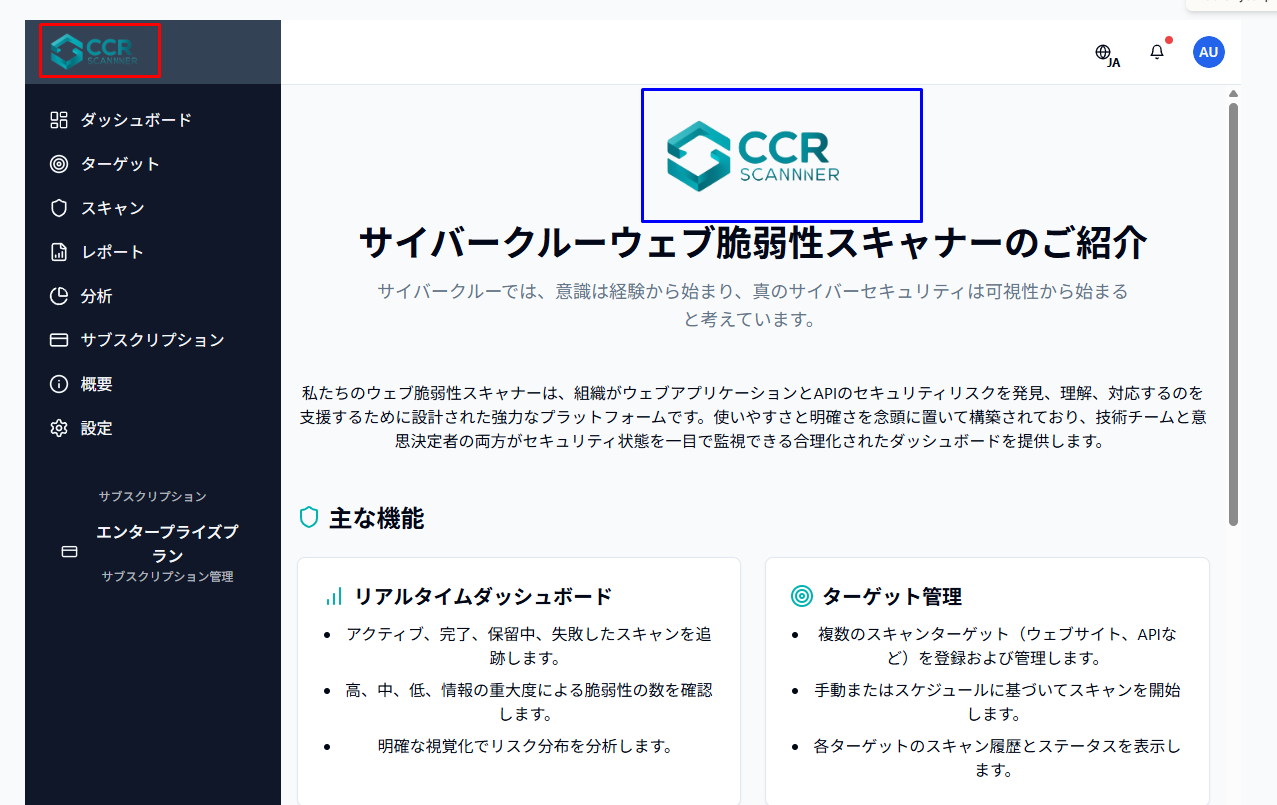 CCR
SCANNNER
JA
AU
ダッシュボード
ターゲット
スキャン
レポート
分析
サブスクリプション
概要
設定
サブスクリプション
エンタープライズプ
ラン
サブスクリプション管理
CCR
SCANNNER
サイバークルーウェブ脆弱性スキャナーのご紹介
サイバークルーでは、意識は経験から始まり、真のサイバーセキュリティは可視性から始まる
と考えています。
私たちのウェブ脆弱性スキャナーは、組織がウェブアプリケーションとAPIのセキュリティリスクを発見、理解、対応するのを
支援するために設計された強力なプラットフォームです。使いやすさと明確さを念頭に置いて構築されており、技術チームと意
思決定者の両方がセキュリティ状態を一目で監視できる合理化されたダッシュボードを提供します。
主な機能
リアルタイムダッシュボード
• アクティブ、完了、保留中、失敗したスキャンを追
跡します。
• 高、中、低、情報の重大度による脆弱性の数を確認
します。
• 明確な視覚化でリスク分布を分析します。
ターゲット管理
• 複数のスキャンターゲット（ウェブサイト、APIな
ど）を登録および管理します。
• 手動またはスケジュールに基づいてスキャンを開始
します。
• 各ターゲットのスキャン履歴とステータスを表示し
ます。